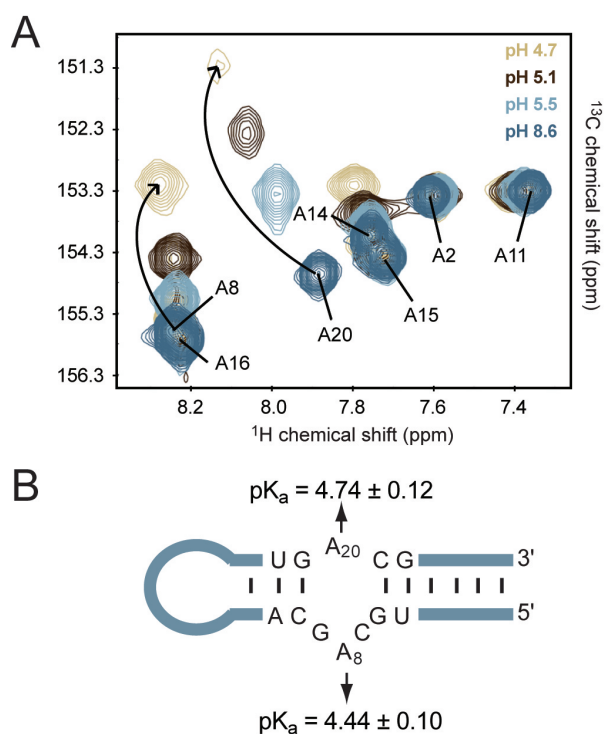 A
pH 4.7
pH 5.1
pH 5.5
pH 8.6
151.3
152.3
153.3
154.3
155.3
156.3
A14
A2
A11
A8
A20
A15
A16
8.2 8.0 7.8 7.6 7.4
¹H chemical shift (ppm)
¹³C chemical shift (ppm)
B
pKₐ = 4.74 ± 0.12
U G A₂₀ C G 3'
A C G A₈ C G U 5'
pKₐ = 4.44 ± 0.10